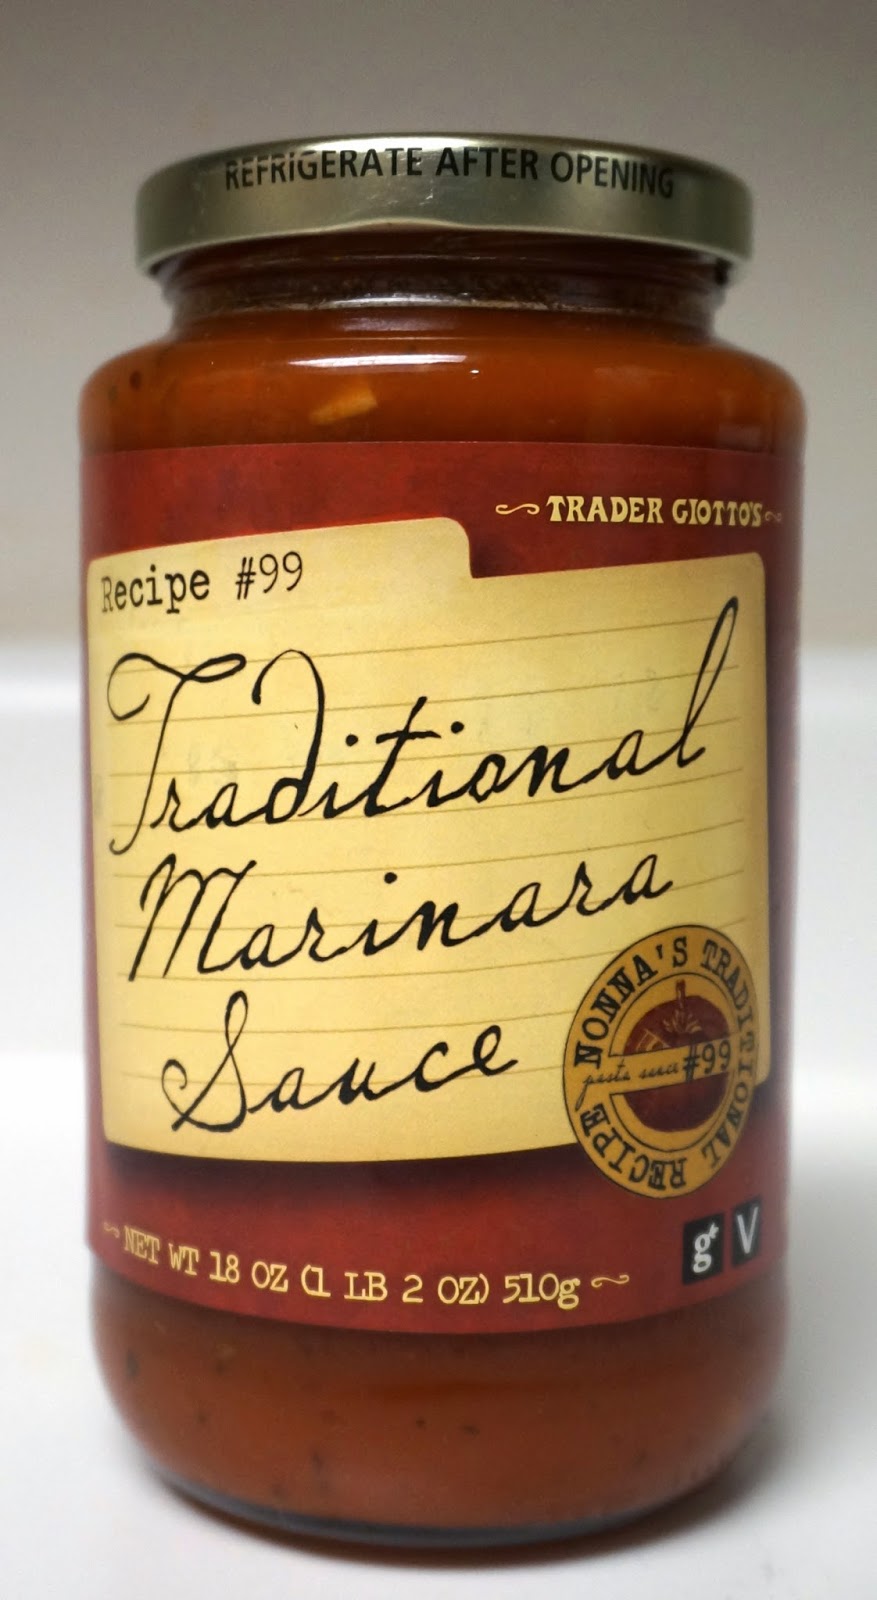 REFRIGERATE AFTER OPENING
TRADER GIOTTO'S
Recipe #99
Traditional
Marinara
Sauce
NONNA'S TRADITIONAL RECIPE
pasta sauce #99
NET WT 18 OZ (1 LB 2 OZ) 510g
g V